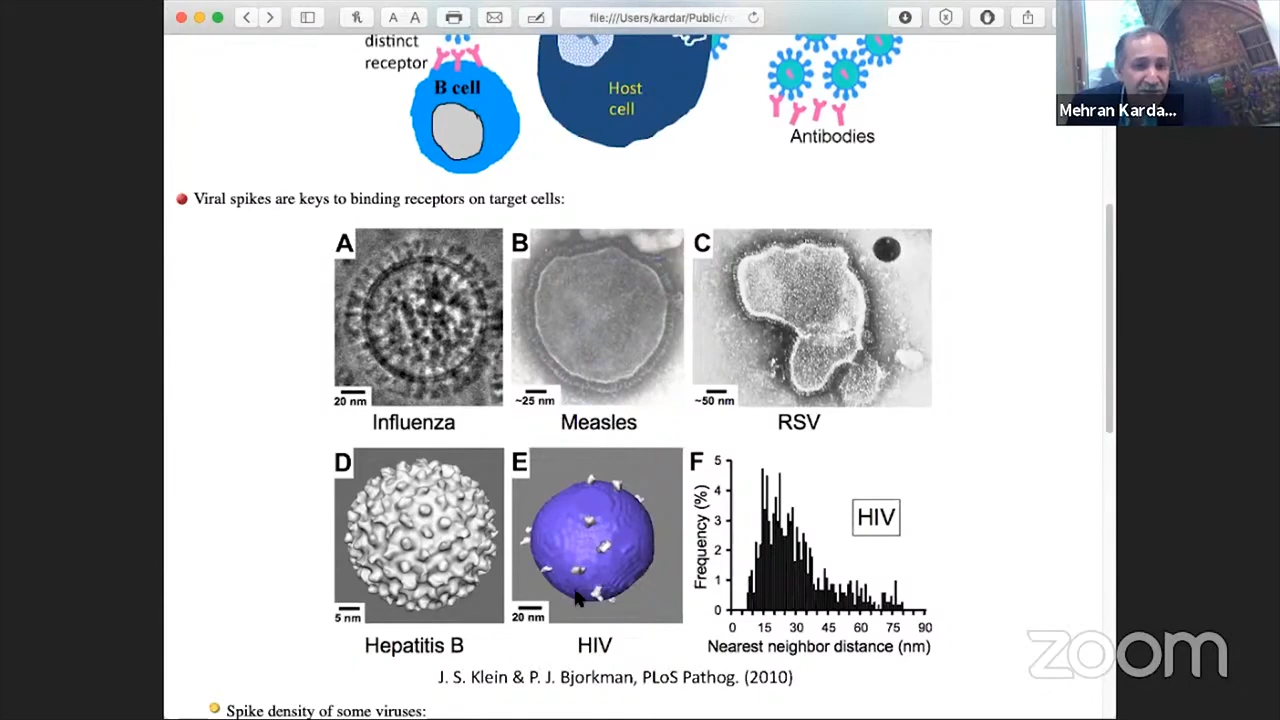 file:///Users/kardar/Public/r
distinct
receptor
B cell
Host
cell
Antibodies
Mehran Karda...
Viral spikes are keys to binding receptors on target cells:
A
B
C
20 nm
~25 nm
~50 nm
Influenza
Measles
RSV
D
E
F
5 nm
20 nm
Hepatitis B
HIV
HIV
Frequency (%)
5
4
3
2
1
0
0 15 30 45 60 75 90
Nearest neighbor distance (nm)
J. S. Klein & P. J. Bjorkman, PLoS Pathog. (2010)
Spike density of some viruses:
zoom
A A